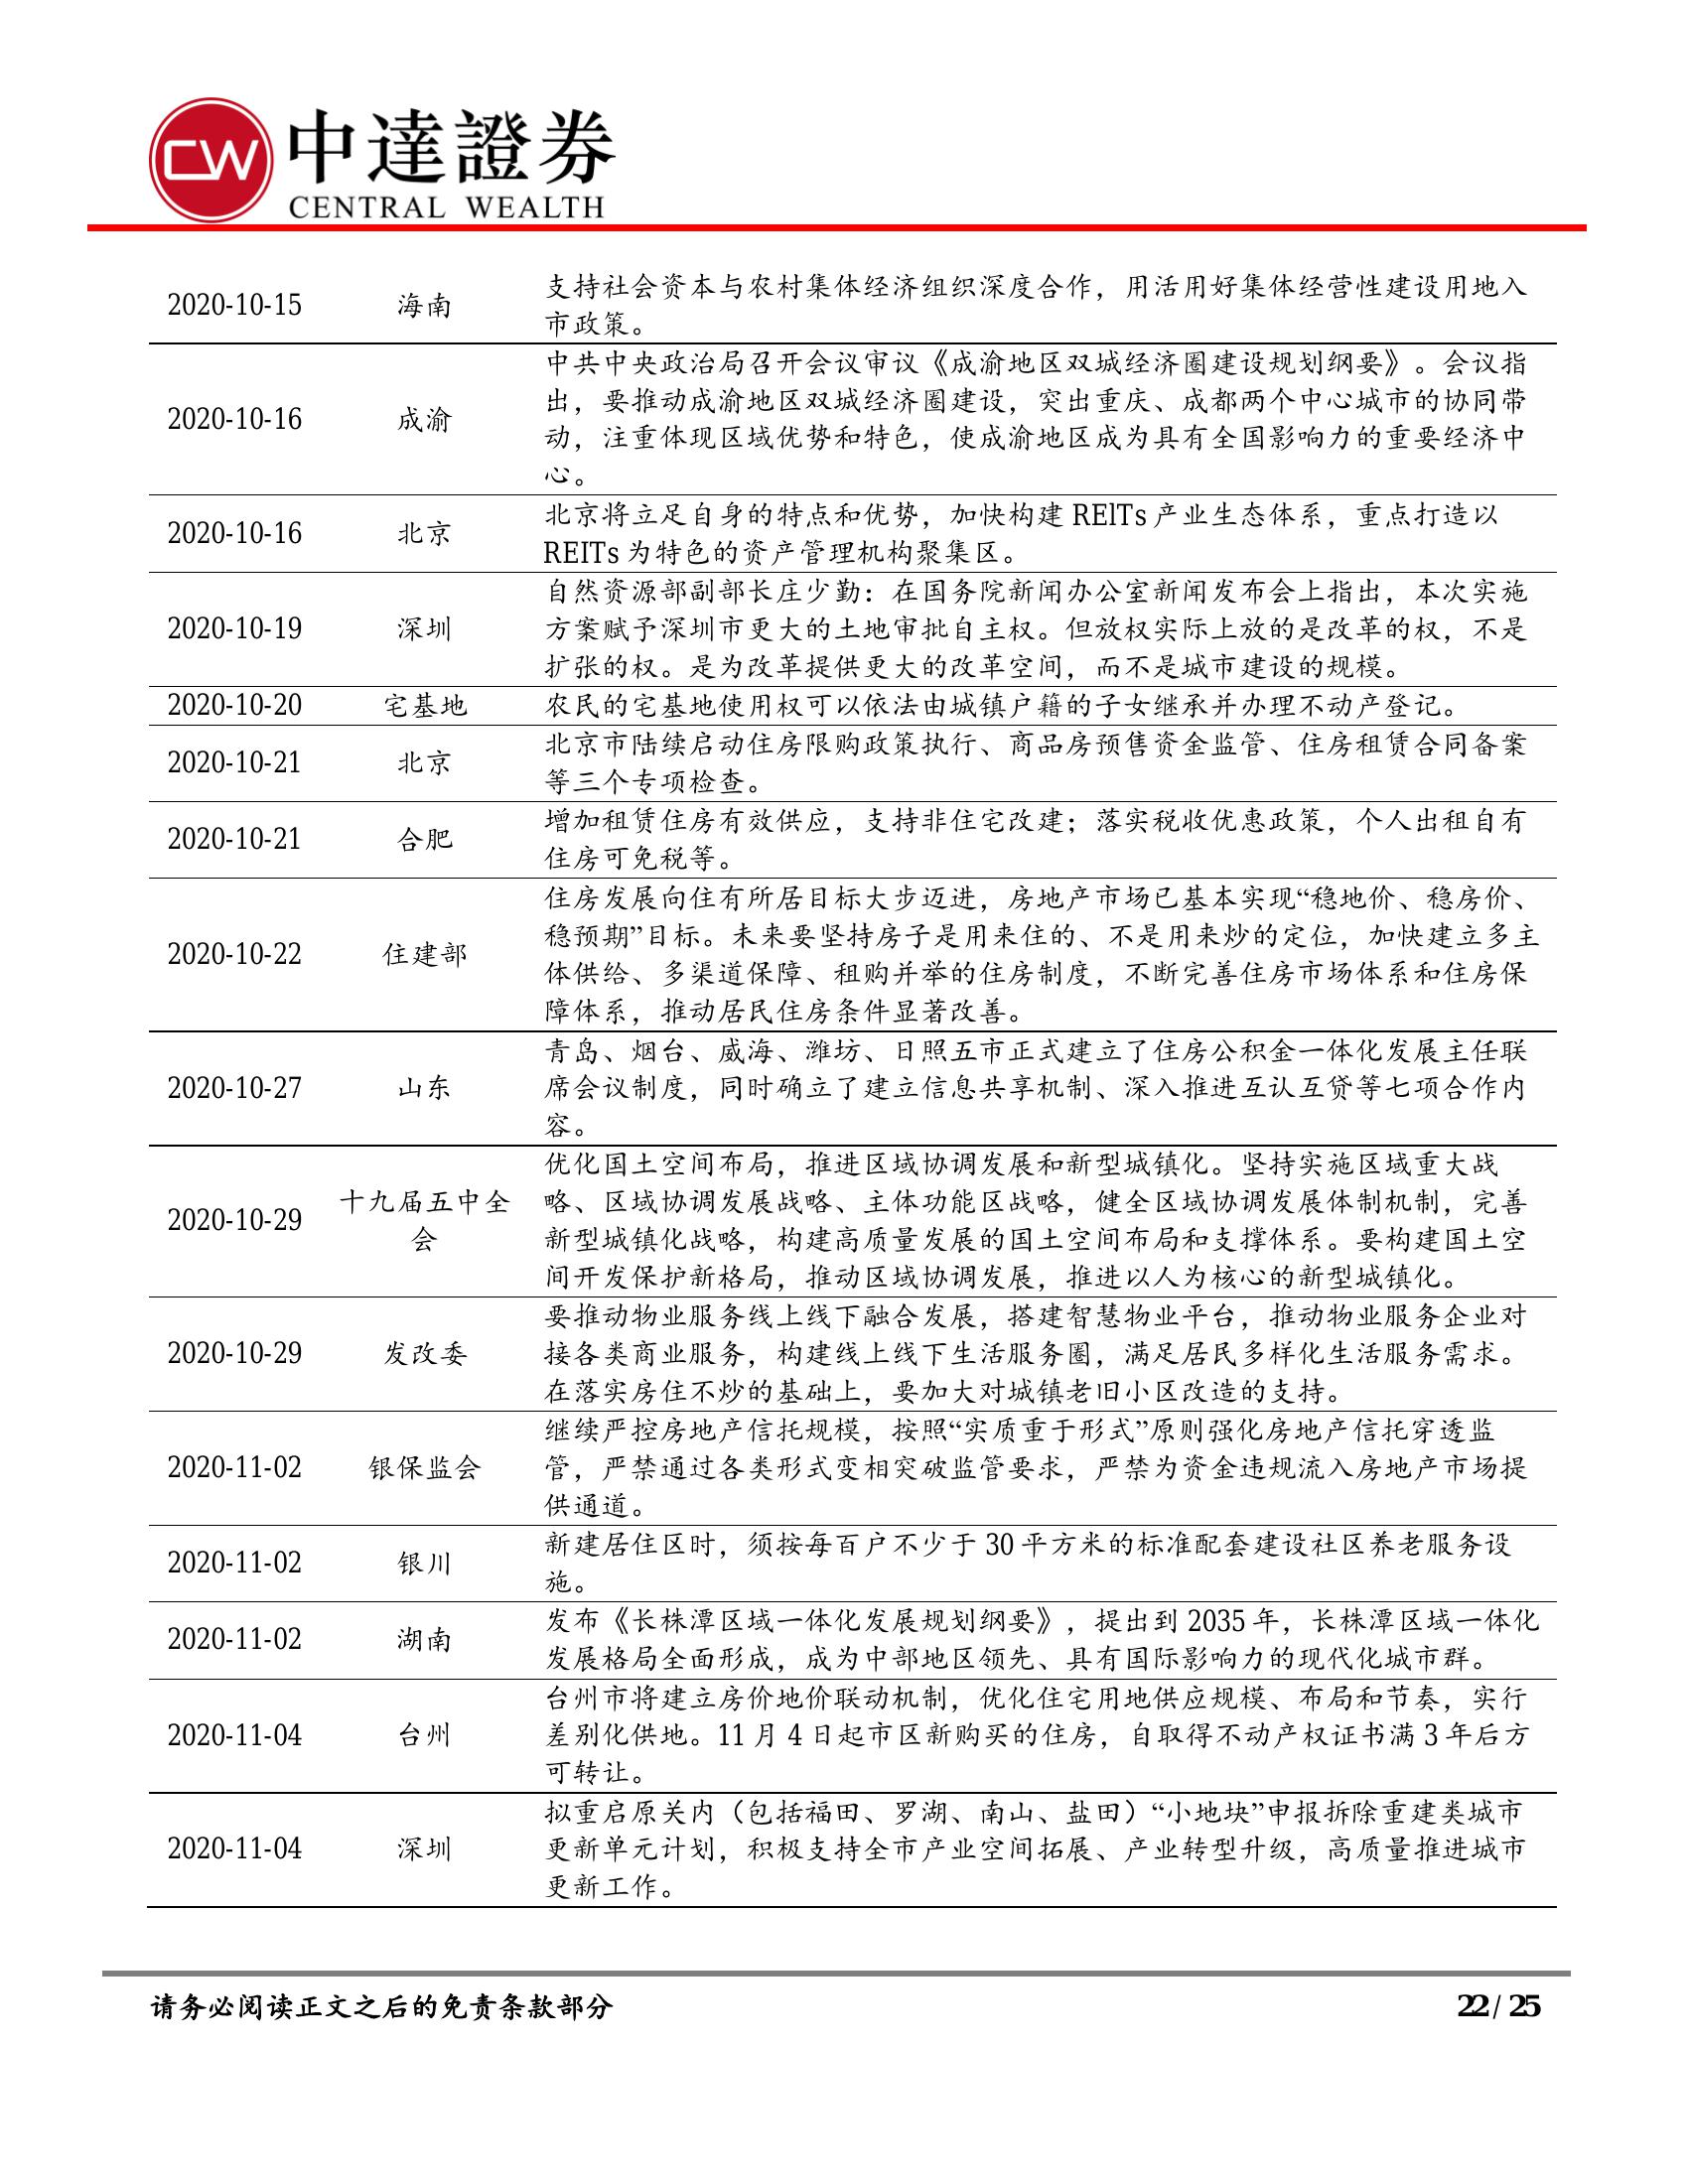 CW 中達證券
CENTRAL WEALTH
2020-10-15 海南 支持社会资本与农村集体经济组织深度合作，用活用好集体经营性建设用地入
市政策。
2020-10-16 成渝 中共中央政治局召开会议审议《成渝地区双城经济圈建设规划纲要》。会议指
出，要推动成渝地区双城经济圈建设，突出重庆、成都两个中心城市的协同带
动，注重体现区域优势和特色，使成渝地区成为具有全国影响力的重要经济中
心。
2020-10-16 北京 北京将立足自身的特点和优势，加快构建 REITs 产业生态体系，重点打造以
REITs 为特色的资产管理机构聚集区。
2020-10-19 深圳 自然资源部副部长庄少勤：在国务院新闻办公室新闻发布会上指出，本次实施
方案赋予深圳市更大的土地审批自主权。但放权实际上放的是改革的权，不是
扩张的权。是为改革提供更大的改革空间，而不是城市建设的规模。
2020-10-20 宅基地 农民的宅基地使用权可以依法由城镇户籍的子女继承并办理不动产登记。
2020-10-21 北京 北京市陆续启动住房限购政策执行、商品房预售资金监管、住房租赁合同备案
等三个专项检查。
2020-10-21 合肥 增加租赁住房有效供应，支持非住宅改建；落实税收优惠政策，个人出租自有
住房可免税等。
2020-10-22 住建部 住房发展向住有所居目标大步迈进，房地产市场已基本实现“稳地价、稳房价、
稳预期”目标。未来要坚持房子是用来住的、不是用来炒的定位，加快建立多主
体供给、多渠道保障、租购并举的住房制度，不断完善住房市场体系和住房保
障体系，推动居民住房条件显著改善。
2020-10-27 山东 青岛、烟台、威海、潍坊、日照五市正式建立了住房公积金一体化发展主任联
席会议制度，同时确立了建立信息共享机制、深入推进互认互贷等七项合作内
容。
2020-10-29 十九届五中全
会 优化国土空间布局，推进区域协调发展和新型城镇化。坚持实施区域重大战
略、区域协调发展战略、主体功能区战略，健全区域协调发展体制机制，完善
新型城镇化战略，构建高质量发展的国土空间布局和支撑体系。要构建国土空
间开发保护新格局，推动区域协调发展，推进以人为核心的新型城镇化。
2020-10-29 发改委 要推动物业服务线上线下融合发展，搭建智慧物业平台，推动物业服务企业对
接各类商业服务，构建线上线下生活服务圈，满足居民多样化生活服务需求。
在落实房住不炒的基础上，要加大对城镇老旧小区改造的支持。
2020-11-02 银保监会 继续严控房地产信托规模，按照“实质重于形式”原则强化房地产信托穿透监
管，严禁通过各类形式变相突破监管要求，严禁为资金违规流入房地产市场提
供通道。
2020-11-02 银川 新建居住区时，须按每百户不少于 30 平方米的标准配套建设社区养老服务设
施。
2020-11-02 湖南 发布《长株潭区域一体化发展规划纲要》，提出到 2035 年，长株潭区域一体化
发展格局全面形成，成为中部地区领先、具有国际影响力的现代化城市群。
2020-11-04 台州 台州市将建立房价地价联动机制，优化住宅用地供应规模、布局和节奏，实行
差别化供地。11 月 4 日起市区新购买的住房，自取得不动产权证书满 3 年后方
可转让。
2020-11-04 深圳 拟重启原关内（包括福田、罗湖、南山、盐田）“小地块”申报拆除重建类城市
更新单元计划，积极支持全市产业空间拓展、产业转型升级，高质量推进城市
更新工作。
请务必阅读正文之后的免责条款部分 22 / 25